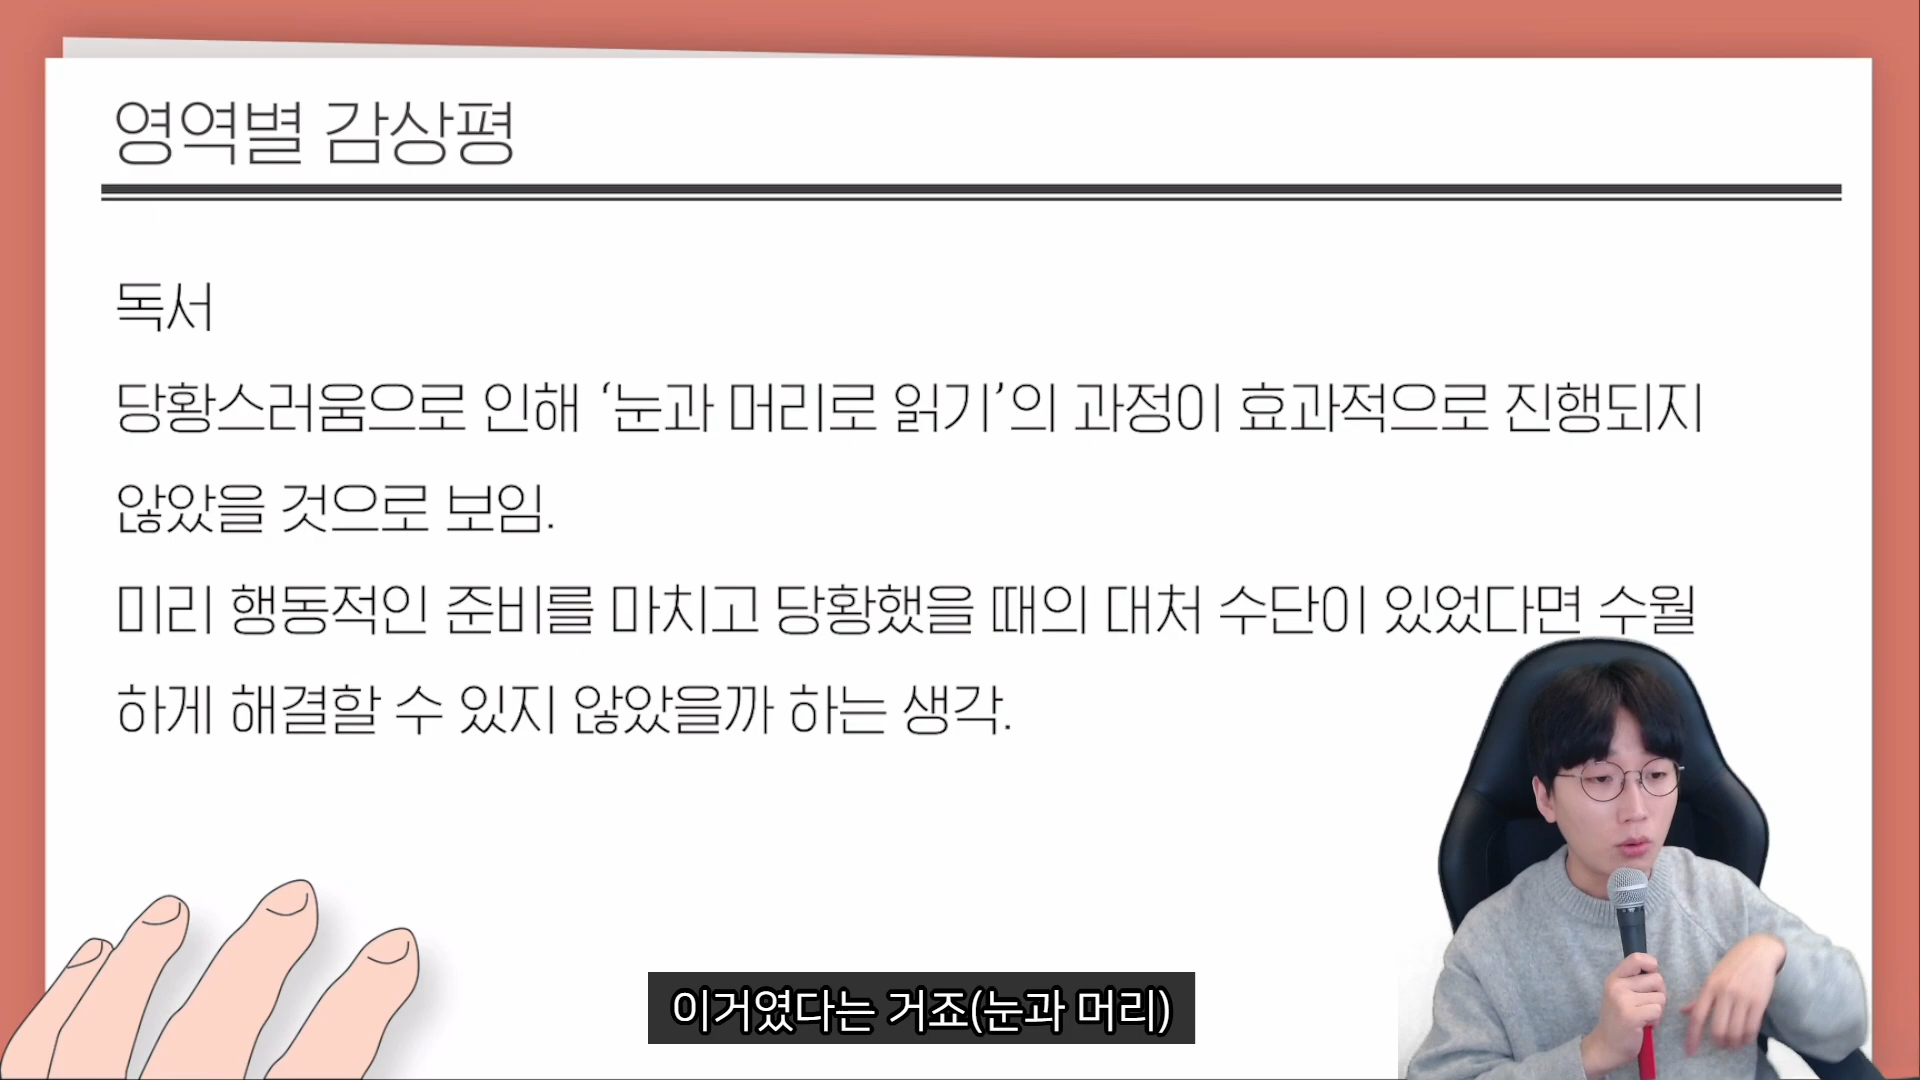 영역별 감상평
독서
당황스러움으로 인해 ‘눈과 머리로 읽기’의 과정이 효과적으로 진행되지
않았을 것으로 보임.
미리 행동적인 준비를 마치고 당황했을 때의 대처 수단이 있었다면 수월
하게 해결할 수 있지 않았을까 하는 생각.
이거였다는 거죠(눈과 머리)